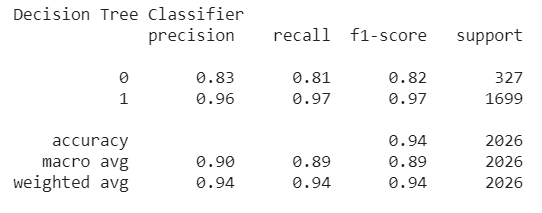 Decision Tree Classifier
precision recall f1-score support
0 0.83 0.81 0.82 327
1 0.96 0.97 0.97 1699
accuracy 0.94 2026
macro avg 0.90 0.89 0.89 2026
weighted avg 0.94 0.94 0.94 2026